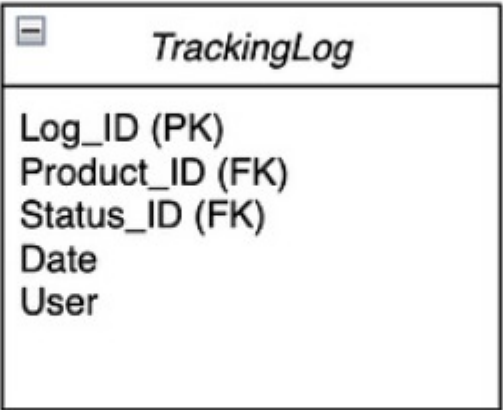 TrackingLog
Log_ID (PK)
Product_ID (FK)
Status_ID (FK)
Date
User